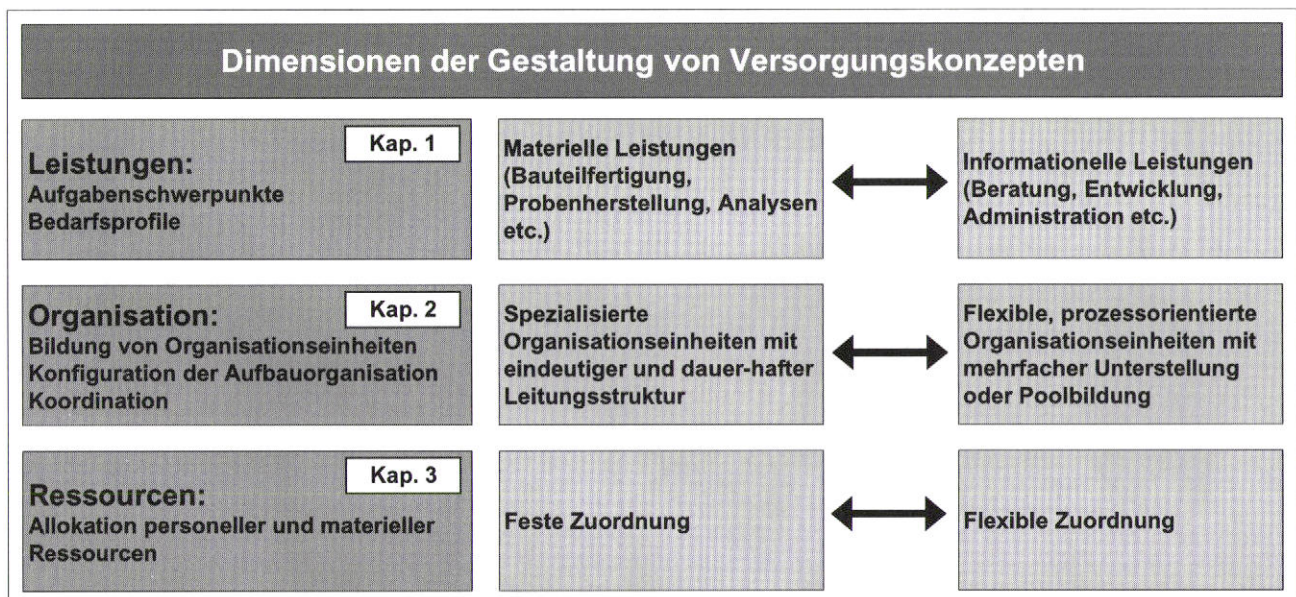 Dimensionen der Gestaltung von Versorgungskonzepten
Kap. 1
Leistungen:
Aufgabenschwerpunkte
Bedarfsprofile
Materielle Leistungen
(Bauteilfertigung,
Probenherstellung, Analysen
etc.)
Informationelle Leistungen
(Beratung, Entwicklung,
Administration etc.)
Kap. 2
Organisation:
Bildung von Organisationseinheiten
Konfiguration der Aufbauorganisation
Koordination
Spezialisierte
Organisationseinheiten mit
eindeutiger und dauer-hafter
Leitungsstruktur
Flexible, prozessorientierte
Organisationseinheiten mit
mehrfacher Unterstellung
oder Poolbildung
Kap. 3
Ressourcen:
Allokation personeller und materieller
Ressourcen
Feste Zuordnung
Flexible Zuordnung